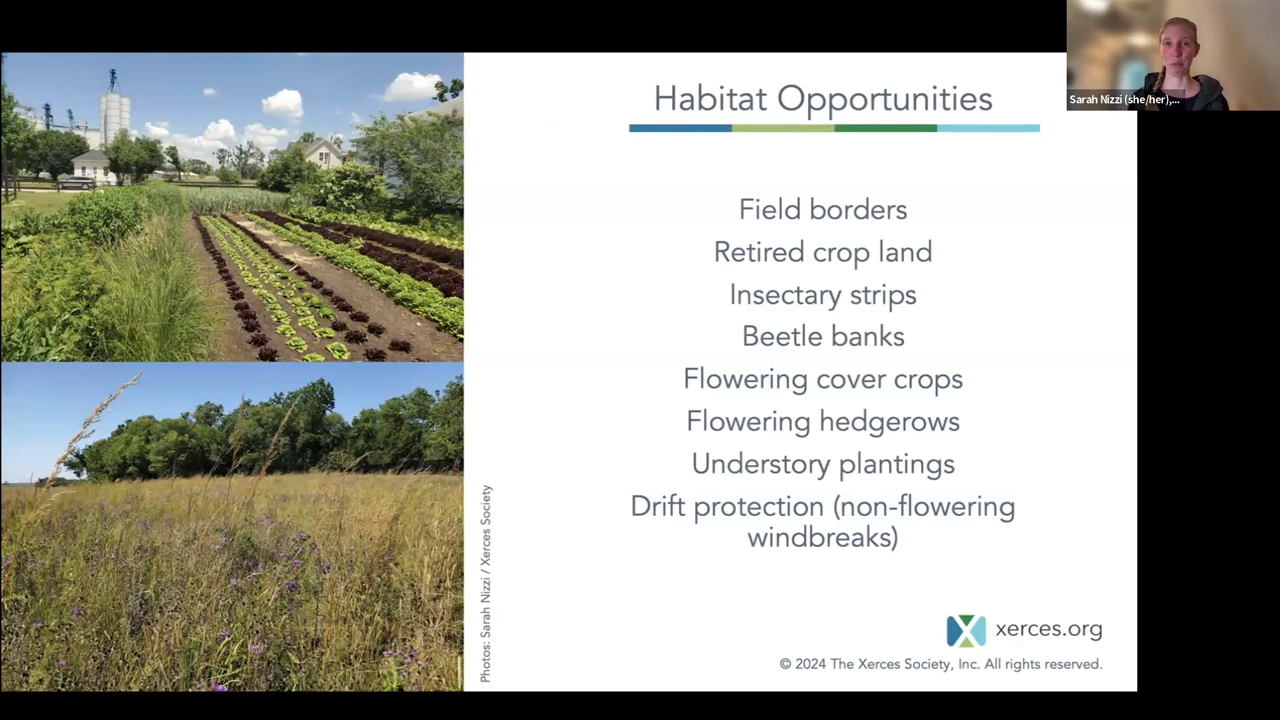 Sarah Nizzi (she/her),...
Habitat Opportunities
Field borders
Retired crop land
Insectary strips
Beetle banks
Flowering cover crops
Flowering hedgerows
Understory plantings
Drift protection (non-flowering
windbreaks)
Photos: Sarah Nizzi / Xerces Society
xerces.org
© 2024 The Xerces Society, Inc. All rights reserved.